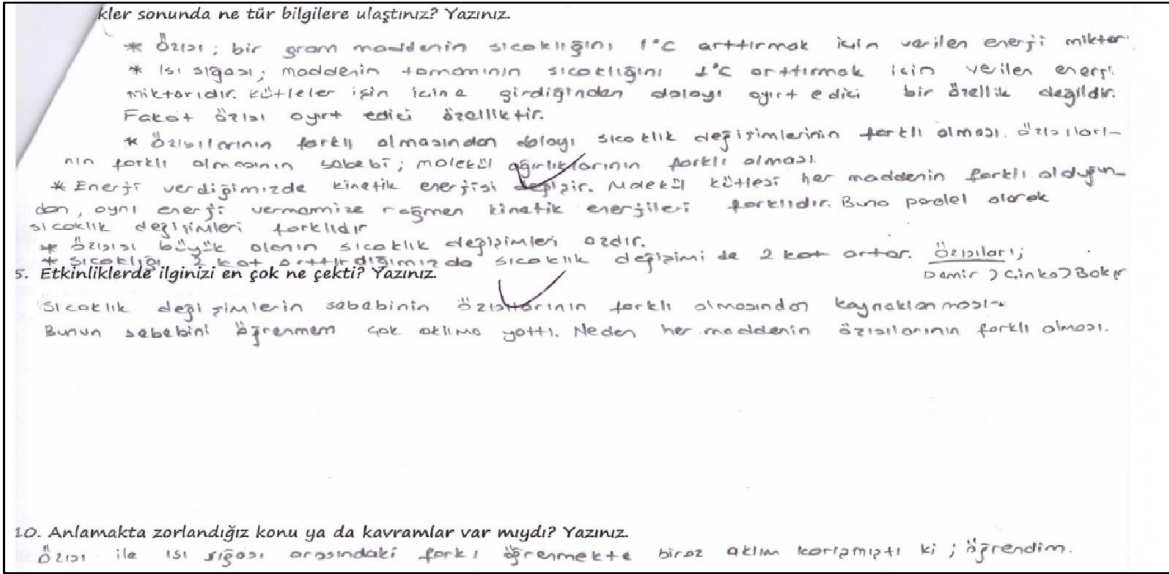 kler sonunda ne tür bilgilere ulaştınız? Yazınız.
* Özısı; bir gram maddenin sıcaklığını 1°C arttırmak için verilen enerji miktar
* Isı sığası; maddenin tamamının sıcaklığını 1°C arttırmak için verilen enerji
miktarıdır. Kütleler işin içine girdiğinden dolayı ayırt edici bir özellik değildir.
Fakat özısı ayırt edici özelliktir.
* Özısılarının farklı olmasından dolayı sıcaklık değişimlerinin farklı olması. Özısıları-
nın farklı olmasının sebebi; molekül ağırlıklarının farklı olması.
* Enerji verdiğimizde kinetik enerjisi değişir. Molekül kütlesi her maddenin farklı olduğun-
dan, aynı enerji vermemize rağmen kinetik enerjileri farklıdır. Buna paralel olarak
sıcaklık değişimleri farklıdır
* Özısısı büyük olanın sıcaklık değişimleri azdır.
* Sıcaklığı 2 kat arttırdığımızda sıcaklık değişimi de 2 kat artar. Özısıları;
Demir > Çinko > Bakır
5. Etkinliklerde ilginizi en çok ne çekti? Yazınız.
Sıcaklık değişimlerin sebebinin özısılarının farklı olmasından kaynaklanması
Bunun sebebini öğrenmem çok aklıma yattı. Neden her maddenin özısılarının farklı olması.
10. Anlamakta zorlandığız konu ya da kavramlar var mıydı? Yazınız.
Özısı ile ısı sığası arasındaki farkı öğrenmekte biraz aklım karışmıştı ki; öğrendim.